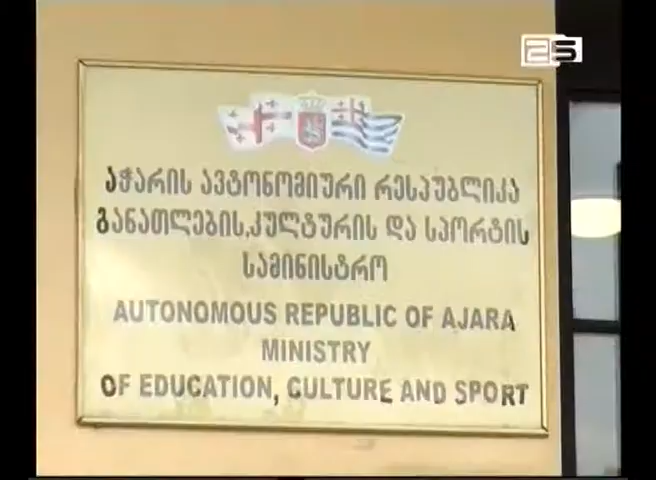 25
აჭარის ავტონომიური რესპუბლიკა
განათლების,კულტურის და სპორტის
სამინისტრო
AUTONOMOUS REPUBLIC OF AJARA
MINISTRY
OF EDUCATION, CULTURE AND SPORT